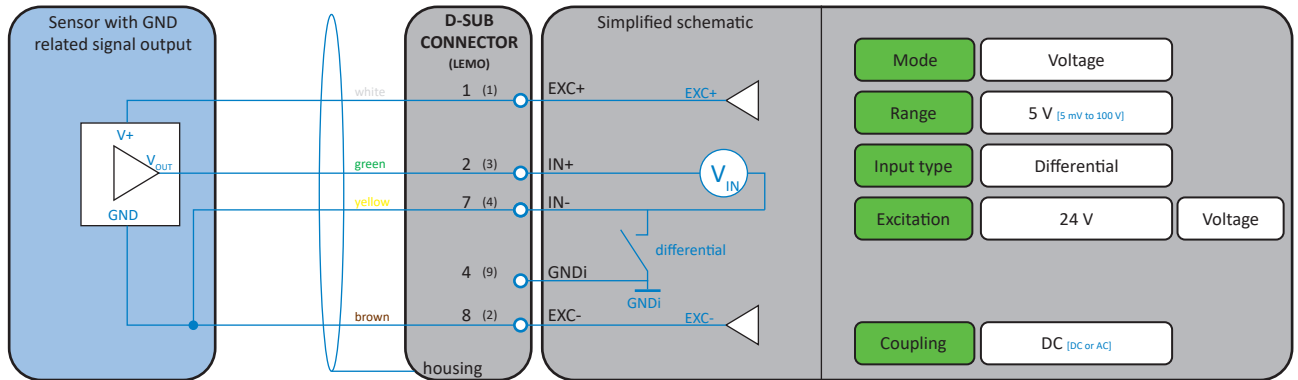 Sensor with GND
related signal output
D-SUB
CONNECTOR
(LEMO)
Simplified schematic
Mode
Voltage
white
1 (1)
EXC+
EXC+
Range
5 V [5 mV to 100 V]
V+
VOUT
green
2 (3)
IN+
VIN
Input type
Differential
GND
yellow
7 (4)
IN-
Excitation
24 V
Voltage
differential
4 (9)
GNDi
GNDi
brown
8 (2)
EXC-
EXC-
Coupling
DC [DC or AC]
housing